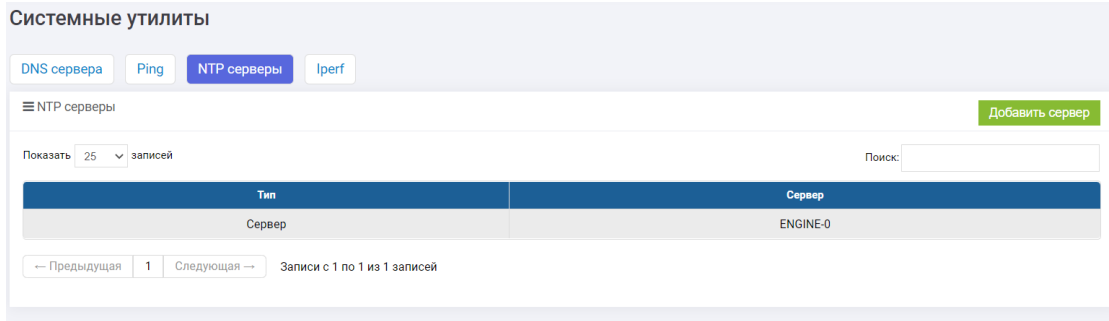 Системные утилиты
DNS сервера Ping NTP серверы Iperf
NTP серверы Добавить сервер
Показать 25 записей Поиск:
Тип Сервер
Сервер ENGINE-0
← Предыдущая 1 Следующая → Записи с 1 по 1 из 1 записей